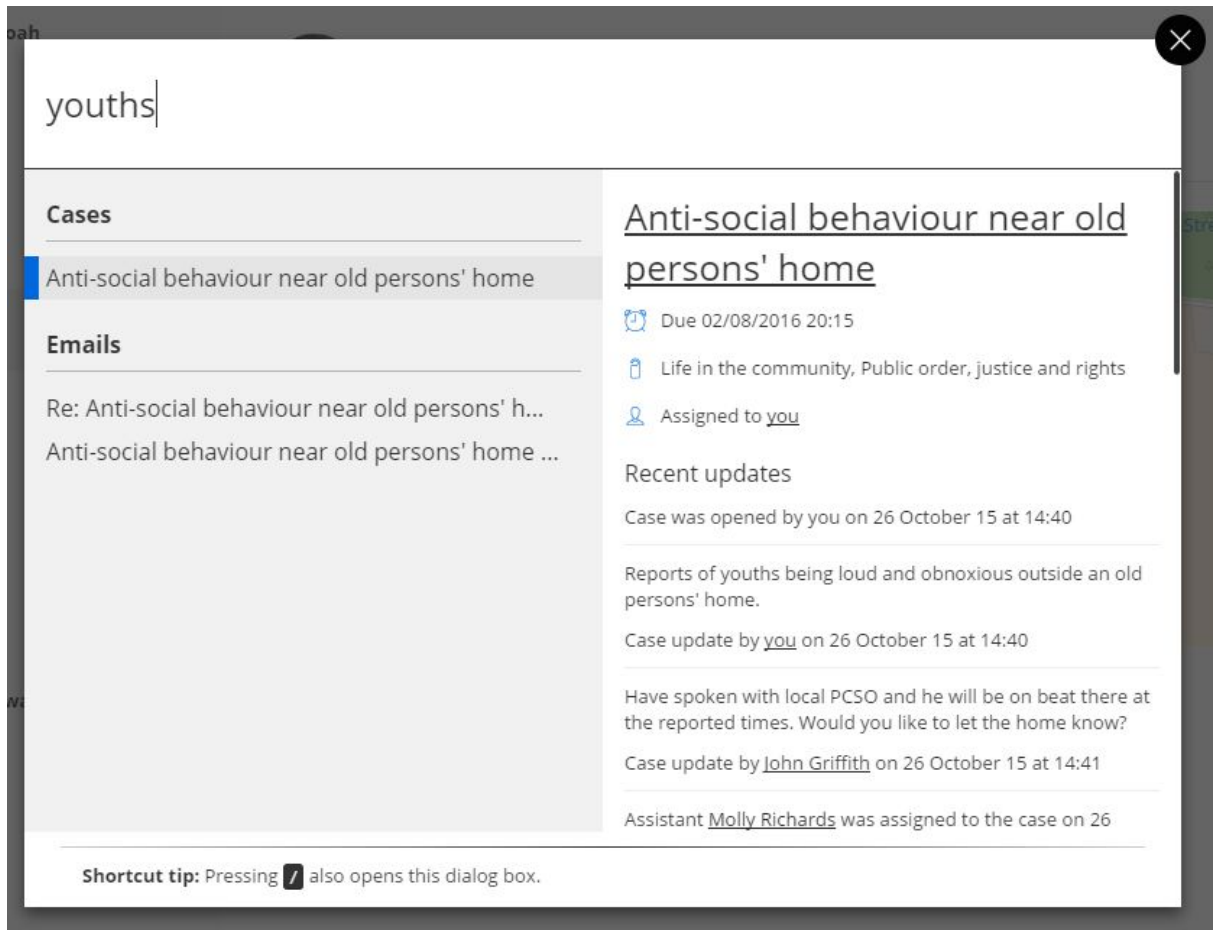 oah
youths
Cases
Anti-social behaviour near old persons' home
Emails
Re: Anti-social behaviour near old persons' h...
Anti-social behaviour near old persons' home ...
Anti-social behaviour near old
persons' home
Due 02/08/2016 20:15
Life in the community, Public order, justice and rights
Assigned to you
Recent updates
Case was opened by you on 26 October 15 at 14:40
Reports of youths being loud and obnoxious outside an old
persons' home.
Case update by you on 26 October 15 at 14:40
Have spoken with local PCSO and he will be on beat there at
the reported times. Would you like to let the home know?
Case update by John Griffith on 26 October 15 at 14:41
Assistant Molly Richards was assigned to the case on 26
Stre
Shortcut tip: Pressing / also opens this dialog box.